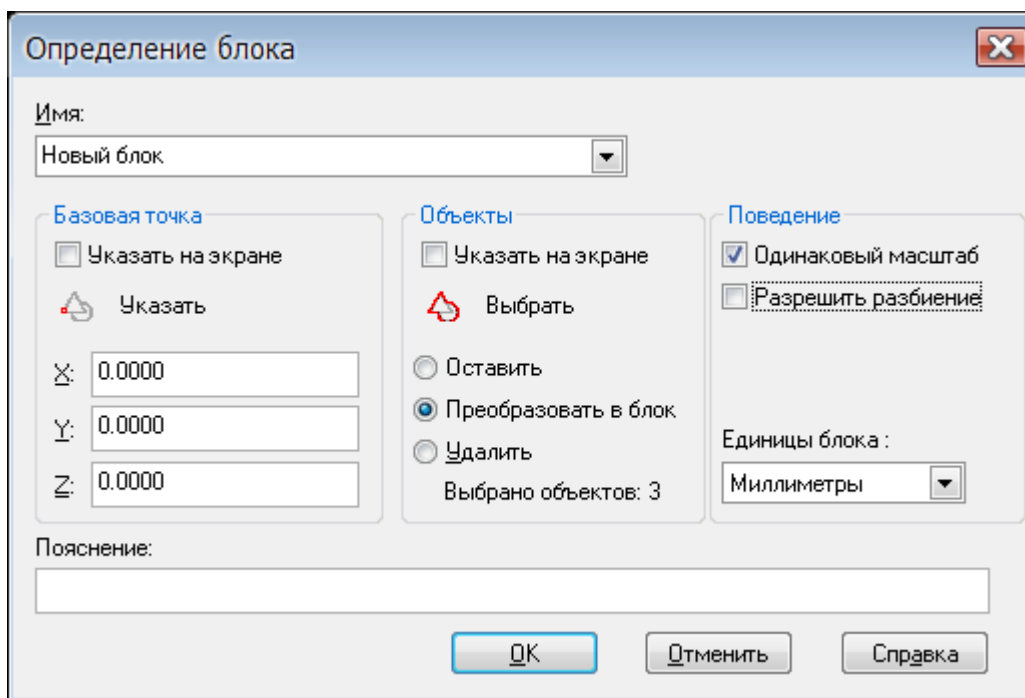 Определение блока
Имя:
Новый блок
Базовая точка
Указать на экране
Указать
X: 0.0000
Y: 0.0000
Z: 0.0000
Объекты
Указать на экране
Выбрать
Оставить
Преобразовать в блок
Удалить
Выбрано объектов: 3
Поведение
Одинаковый масштаб
Разрешить разбиение
Единицы блока :
Миллиметры
Пояснение:
OK
Отменить
Справка